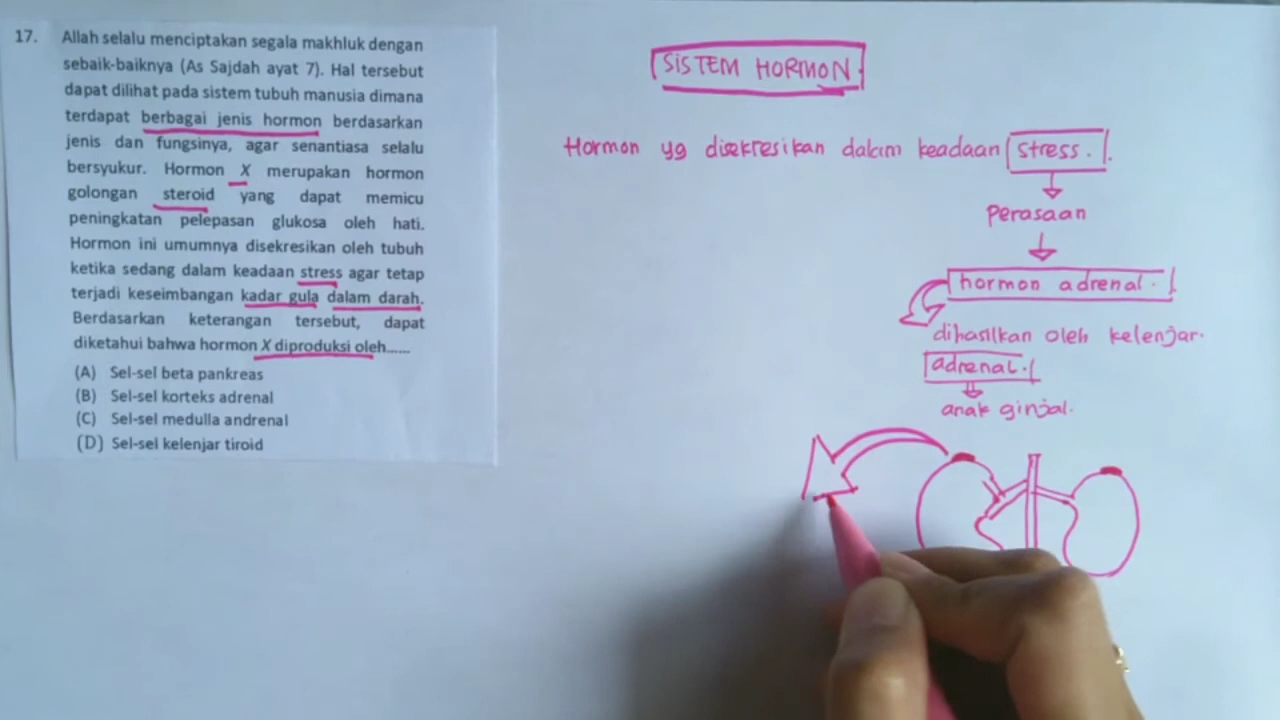 17. Allah selalu menciptakan segala makhluk dengan
sebaik-baiknya (As Sajdah ayat 7). Hal tersebut
dapat dilihat pada sistem tubuh manusia dimana
terdapat berbagai jenis hormon berdasarkan
jenis dan fungsinya, agar senantiasa selalu
bersyukur. Hormon X merupakan hormon
golongan steroid yang dapat memicu
peningkatan pelepasan glukosa oleh hati.
Hormon ini umumnya disekresikan oleh tubuh
ketika sedang dalam keadaan stress agar tetap
terjadi keseimbangan kadar gula dalam darah.
Berdasarkan keterangan tersebut, dapat
diketahui bahwa hormon X diproduksi oleh......
(A) Sel-sel beta pankreas
(B) Sel-sel korteks adrenal
(C) Sel-sel medulla andrenal
(D) Sel-sel kelenjar tiroid
SISTEM HORMON
Hormon yg disekresikan dalam keadaan stress.
Perasaan
hormon adrenal.
dihasilkan oleh kelenjar.
adrenal.
anak ginjal.